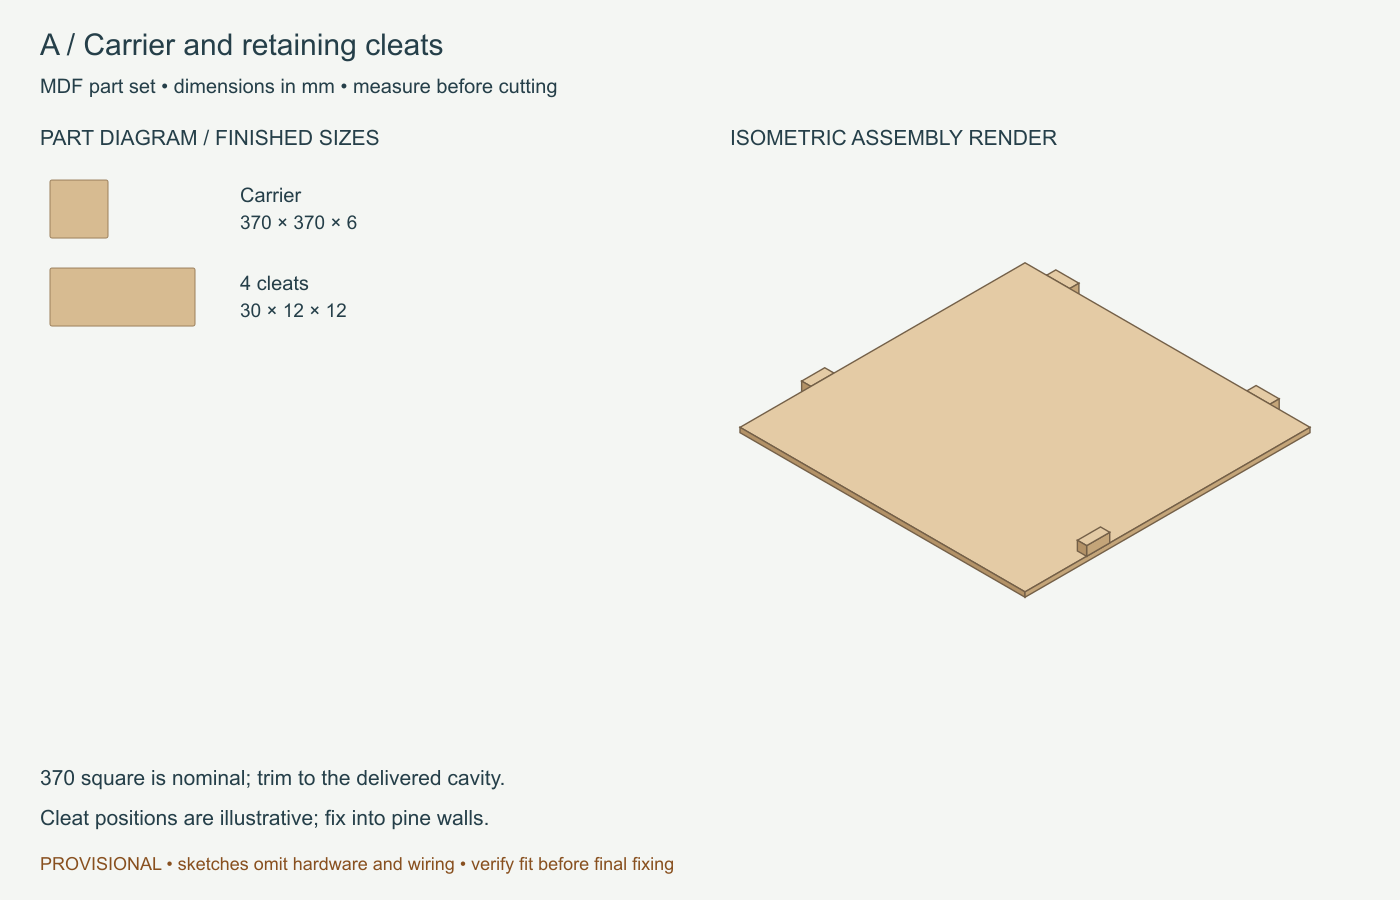 A / Carrier and retaining cleats
MDF part set • dimensions in mm • measure before cutting
PART DIAGRAM / FINISHED SIZES
ISOMETRIC ASSEMBLY RENDER
Carrier
370 × 370 × 6
4 cleats
30 × 12 × 12
370 square is nominal; trim to the delivered cavity.
Cleat positions are illustrative; fix into pine walls.
PROVISIONAL • sketches omit hardware and wiring • verify fit before final fixing